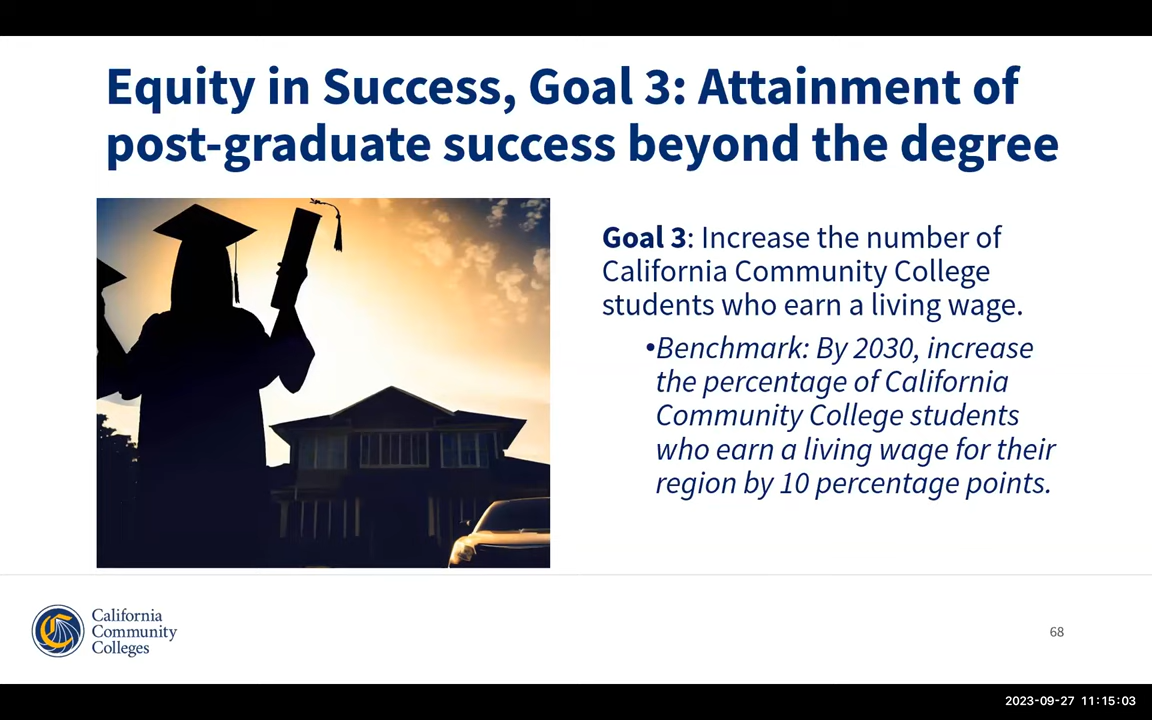 Equity in Success, Goal 3: Attainment of
post-graduate success beyond the degree
Goal 3: Increase the number of
California Community College
students who earn a living wage.
•Benchmark: By 2030, increase
the percentage of California
Community College students
who earn a living wage for their
region by 10 percentage points.
California
Community
Colleges
68
2023-09-27 11:15:03